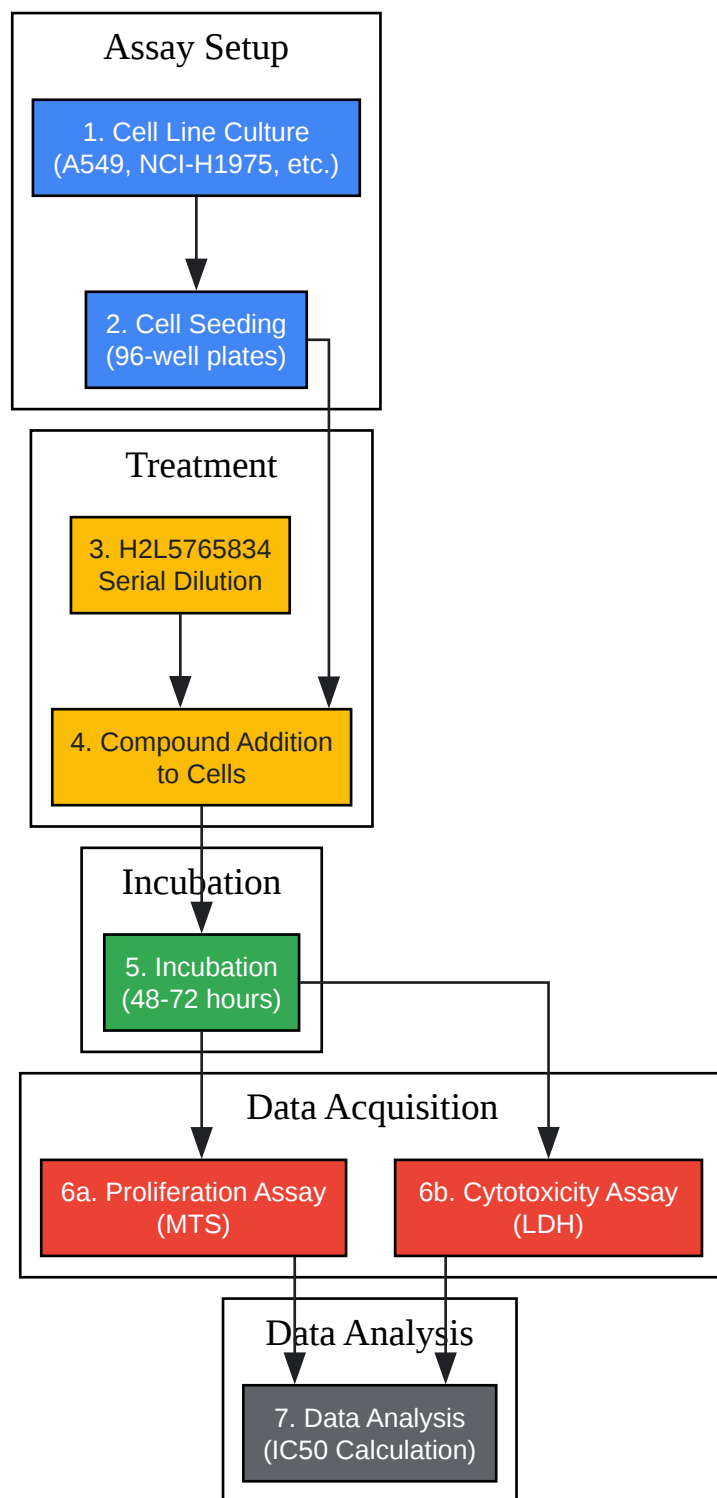 Assay Setup
1. Cell Line Culture
(A549, NCI-H1975, etc.)
2. Cell Seeding
(96-well plates)
Treatment
3. H2L5765834
Serial Dilution
4. Compound Addition
to Cells
Incubation
5. Incubation
(48-72 hours)
Data Acquisition
6a. Proliferation Assay
(MTS)
6b. Cytotoxicity Assay
(LDH)
Data Analysis
7. Data Analysis
(IC50 Calculation)